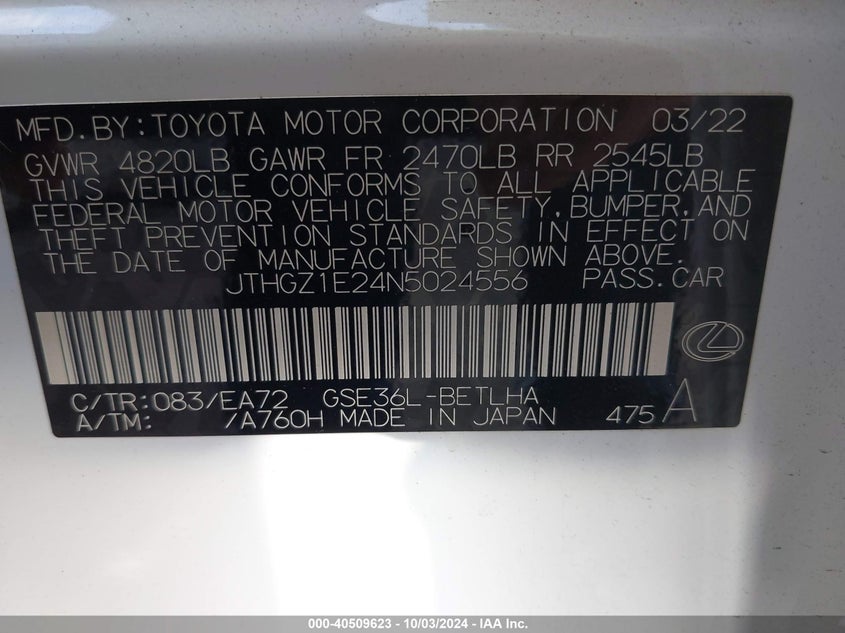 MFD.BY:TOYOTA MOTOR CORPORATION 03/22
GVWR 4820LB GAWR FR 2470LB RR 2545LB
THIS VEHICLE CONFORMS TO ALL APPLICABLE
FEDERAL MOTOR VEHICLE SAFETY,BUMPER,AND
THEFT PREVENTION STANDARDS IN EFFECT ON
THE DATE OF MANUFACTURE SHOWN ABOVE.
JTHGZ1E24N5024556 PASS.CAR
C/TR:083/EA72 GSE36L-BETLHA
A/TM: /A760H MADE IN JAPAN 475 A
000-40509623 - 10/03/2024 - IAA Inc.